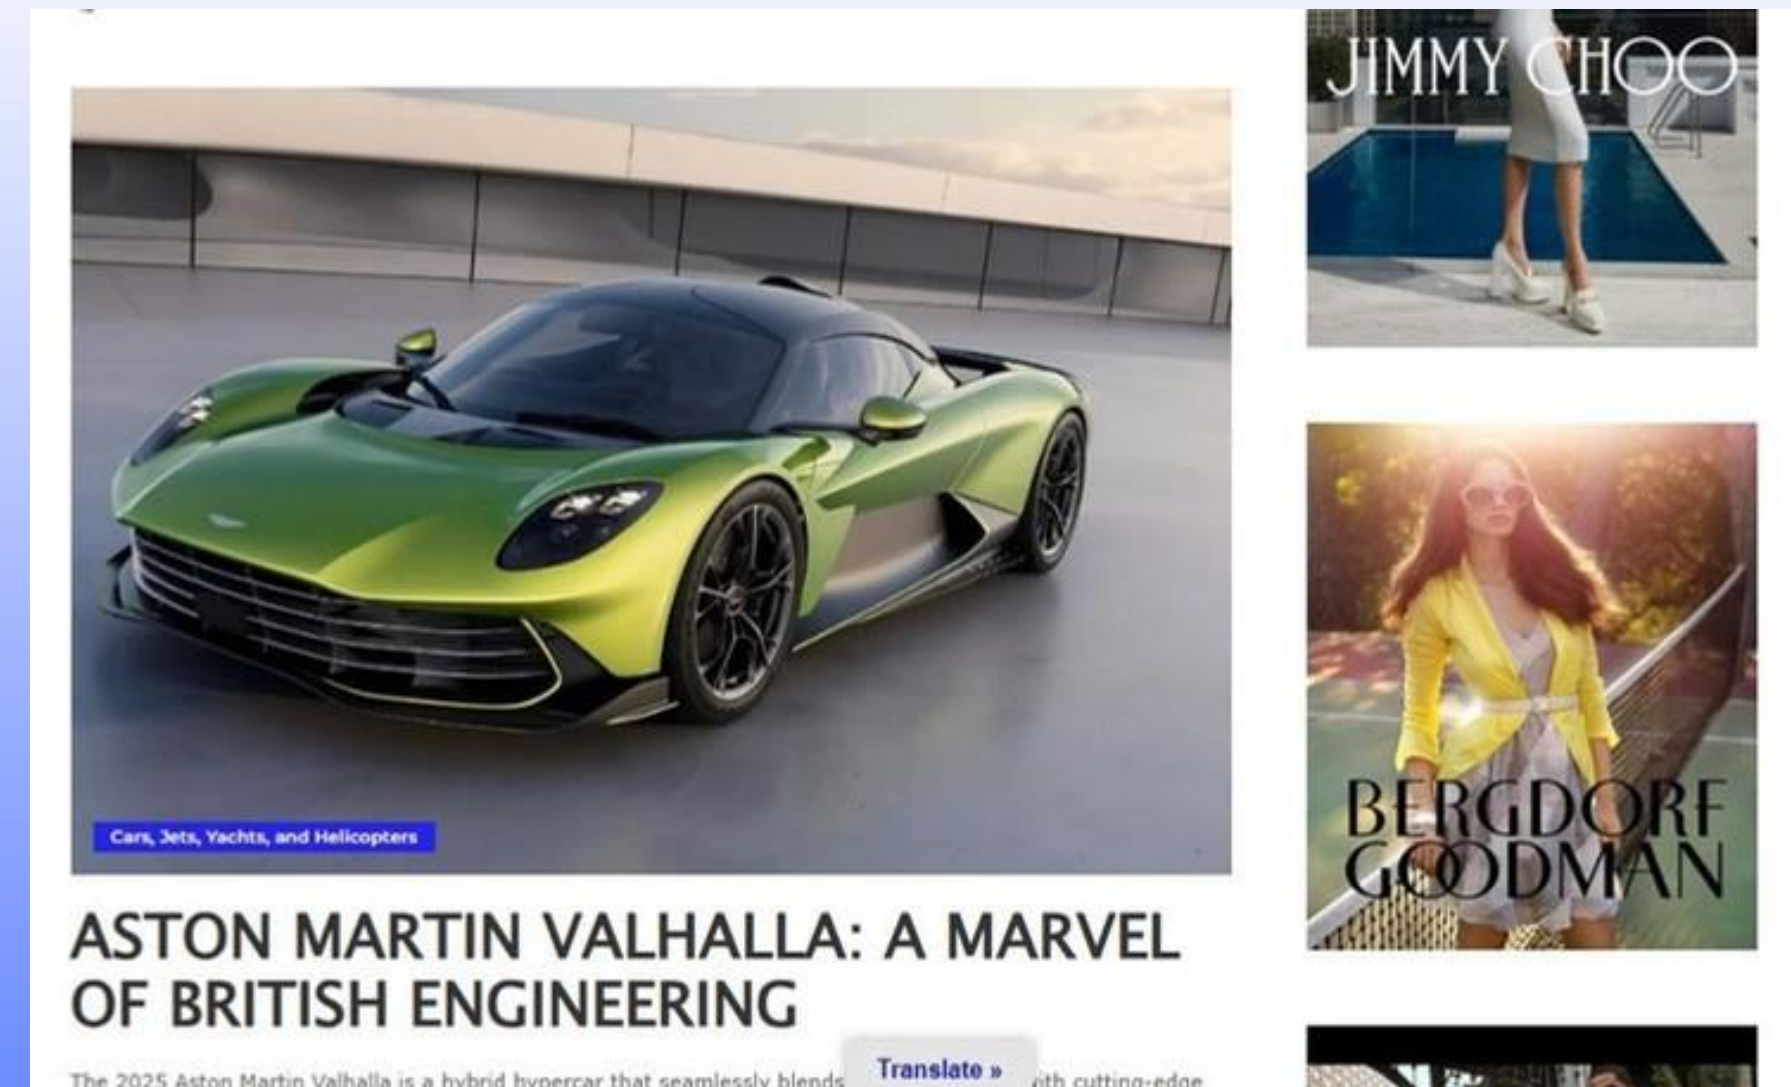 Cars, Jets, Yachts, and Helicopters
ASTON MARTIN VALHALLA: A MARVEL
OF BRITISH ENGINEERING
The 2025 Aston Martin Valhalla is a hybrid hypercar that seamlessly blends
with cutting-edge
Translate »
JIMMY CHOO
BERGDORF
GOODMAN